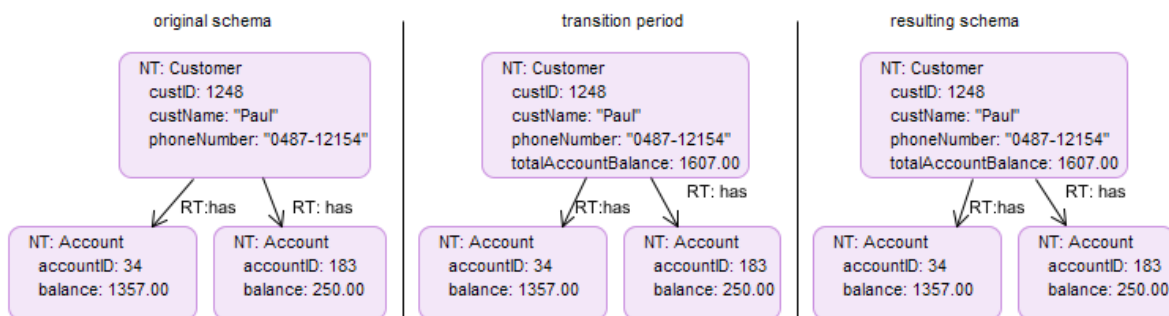 original schema
transition period
resulting schema
NT: Customer
custID: 1248
custName: "Paul"
phoneNumber: "0487-12154"
RT:has
RT: has
NT: Account
accountID: 34
balance: 1357.00
NT: Account
accountID: 183
balance: 250.00
NT: Customer
custID: 1248
custName: "Paul"
phoneNumber: "0487-12154"
totalAccountBalance: 1607.00
RT:has
RT: has
NT: Account
accountID: 34
balance: 1357.00
NT: Account
accountID: 183
balance: 250.00
NT: Customer
custID: 1248
custName: "Paul"
phoneNumber: "0487-12154"
totalAccountBalance: 1607.00
RT:has
RT: has
NT: Account
accountID: 34
balance: 1357.00
NT: Account
accountID: 183
balance: 250.00